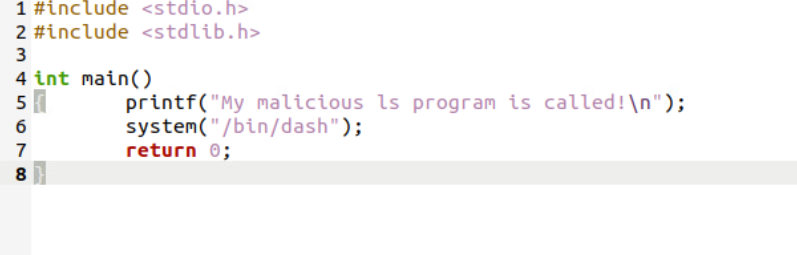 1 #include <stdio.h>
2 #include <stdlib.h>
3
4 int main()
5 {       printf("My malicious ls program is called!\n");
6         system("/bin/dash");
7         return 0;
8 }